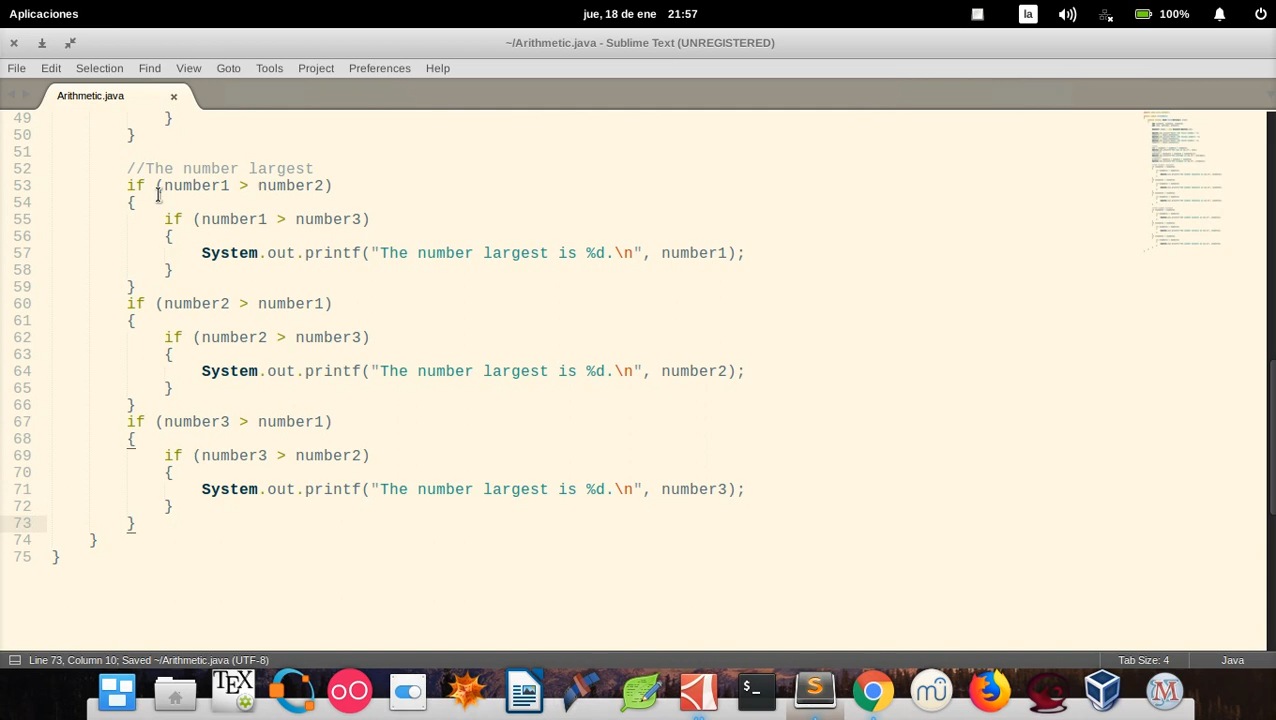 Aplicaciones
jue, 18 de ene 21:57
la
100%
~/Arithmetic.java - Sublime Text (UNREGISTERED)
File Edit Selection Find View Goto Tools Project Preferences Help
Arithmetic.java ×
49 }
50 }
51
52 //The number largest
53 if (number1 > number2)
54 {
55 if (number1 > number3)
56 {
57 System.out.printf("The number largest is %d.\n", number1);
58 }
59 }
60 if (number2 > number1)
61 {
62 if (number2 > number3)
63 {
64 System.out.printf("The number largest is %d.\n", number2);
65 }
66 }
67 if (number3 > number1)
68 {
69 if (number3 > number2)
70 {
71 System.out.printf("The number largest is %d.\n", number3);
72 }
73 }
74 }
75 }
Line 73, Column 10; Saved ~/Arithmetic.java (UTF-8)
Tab Size: 4
Java
TEX